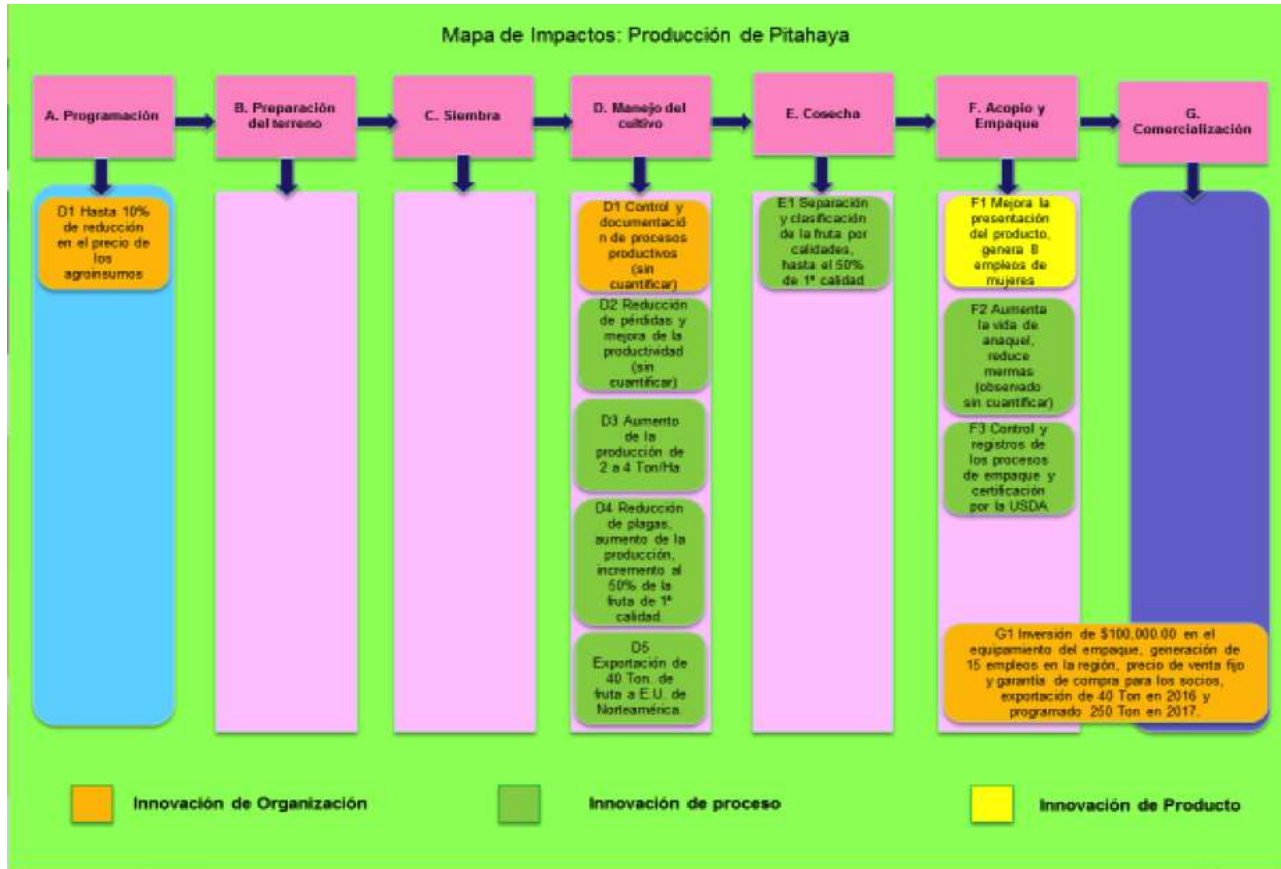 Mapa de Impactos: Producción de Pitahaya
A. Programación
B. Preparación
del terreno
C. Siembra
D. Manejo del
cultivo
E. Cosecha
F. Acopio y
Empaque
G.
Comercialización
D1 Hasta 10%
de reducción
en el precio de
los
agroinsumos
D1 Control y
documentació
n de procesos
productivos
(sin
cuantificar)
D2 Reducción
de pérdidas y
mejora de la
productividad
(sin
cuantificar)
D3 Aumento
de la
producción de
2 a 4 Ton/Ha
D4 Reducción
de plagas,
aumento de la
producción,
incremento al
50% de la
fruta de 1ª
calidad
D5
Exportación de
40 Ton. de
fruta a E.U. de
Norteamérica.
E1 Separación
y clasificación
de la fruta por
calidades,
hasta el 50%
de 1ª calidad
F1 Mejora la
presentación
del producto,
genera 8
empleos de
mujeres
F2 Aumenta
la vida de
anaquel,
reduce
mermas
(observado
sin cuantificar)
F3 Control y
registros de
los procesos
de empaque y
certificación
por la USDA
G1 Inversión de $100,000.00 en el
equipamiento del empaque, generación de
15 empleos en la región, precio de venta fijo
y garantía de compra para los socios,
exportación de 40 Ton en 2016 y
programado 250 Ton en 2017.
Innovación de Organización
Innovación de proceso
Innovación de Producto